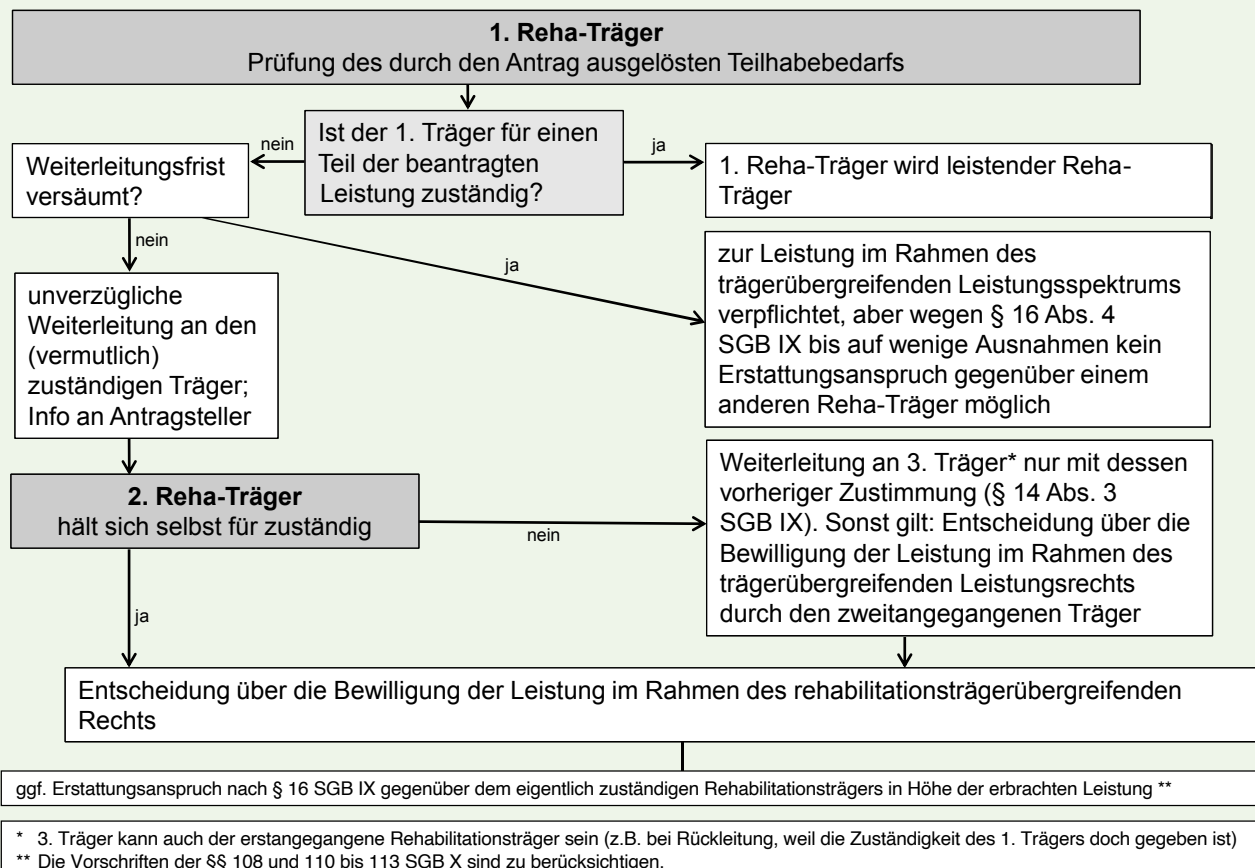 1. Reha-Träger
Prüfung des durch den Antrag ausgelösten Teilhabebedarfs
Ist der 1. Träger für einen
Teil der beantragten
Leistung zuständig?
nein
ja
Weiterleitungsfrist
versäumt?
1. Reha-Träger wird leistender Reha-
Träger
nein
ja
zur Leistung im Rahmen des
trägerübergreifenden Leistungsspektrums
verpflichtet, aber wegen § 16 Abs. 4
SGB IX bis auf wenige Ausnahmen kein
Erstattungsanspruch gegenüber einem
anderen Reha-Träger möglich
unverzügliche
Weiterleitung an den
(vermutlich)
zuständigen Träger;
Info an Antragsteller
2. Reha-Träger
hält sich selbst für zuständig
nein
Weiterleitung an 3. Träger* nur mit dessen
vorheriger Zustimmung (§ 14 Abs. 3
SGB IX). Sonst gilt: Entscheidung über die
Bewilligung der Leistung im Rahmen des
trägerübergreifenden Leistungsrechts
durch den zweitangegangenen Träger
ja
Entscheidung über die Bewilligung der Leistung im Rahmen des rehabilitationsträgerübergreifenden
Rechts
ggf. Erstattungsanspruch nach § 16 SGB IX gegenüber dem eigentlich zuständigen Rehabilitationsträgers in Höhe der erbrachten Leistung **
* 3. Träger kann auch der erstangegangene Rehabilitationsträger sein (z.B. bei Rückleitung, weil die Zuständigkeit des 1. Trägers doch gegeben ist)
** Die Vorschriften der §§ 108 und 110 bis 113 SGB X sind zu berücksichtigen.